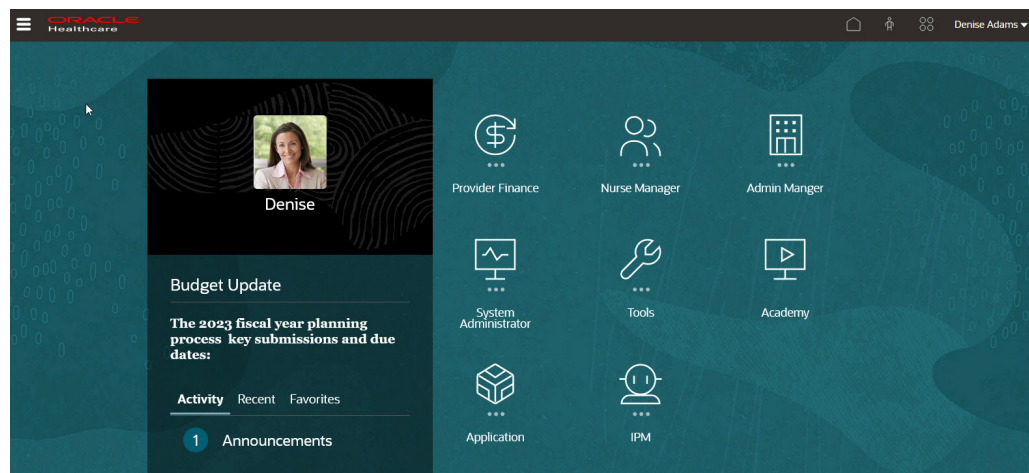 ORACLE
Healthcare
Denise Adams
Denise
Provider Finance
Nurse Manager
Admin Manger
Budget Update
The 2023 fiscal year planning
process key submissions and due
dates:
System
Administrator
Tools
Academy
Activity Recent Favorites
1 Announcements
Application
IPM